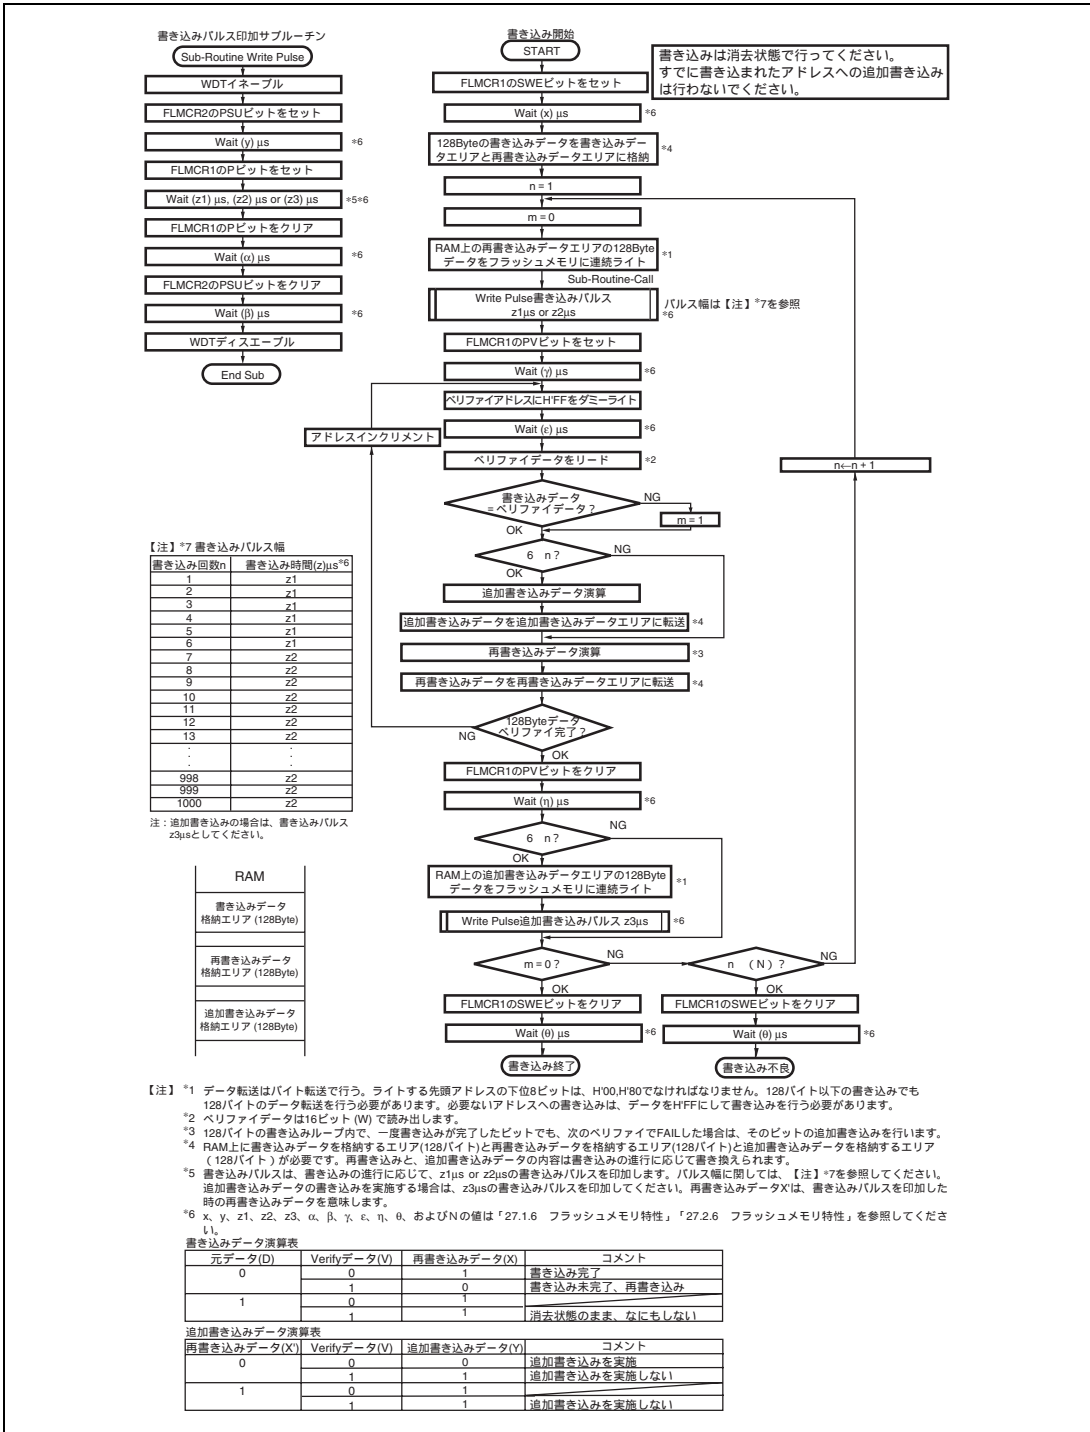 書き込みパルス印加サブルーチン
Sub-Routine Write Pulse
WDTイネーブル
FLMCR2のPSUビットをセット
Wait (y) μs
*6
FLMCR1のPビットをセット
Wait (z1) μs, (z2) μs or (z3) μs
*5*6
FLMCR1のPビットをクリア
Wait (α) μs
*6
FLMCR2のPSUビットをクリア
Wait (β) μs
*6
WDTディスエーブル
End Sub
書き込み開始
START
書き込みは消去状態で行ってください。
すでに書き込まれたアドレスへの追加書き込み
は行わないでください。
FLMCR1のSWEビットをセット
Wait (x) μs
*6
128Byteの書き込みデータを書き込みデー
タエリアと再書き込みデータエリアに格納
*4
n = 1
m = 0
RAM上の再書き込みデータエリアの128Byte
データをフラッシュメモリに連続ライト
*1
Sub-Routine-Call
Write Pulse書き込みパルス
z1μs or z2μs
パルス幅は【注】*7を参照
*6
FLMCR1のPVビットをセット
Wait (γ) μs
*6
ベリファイアドレスにH'FFをダミーライト
Wait (ε) μs
*6
アドレスインクリメント
ベリファイデータをリード
*2
n←n + 1
書き込みデータ
= ベリファイデータ？
NG
m = 1
OK
6 n ?
NG
OK
追加書き込みデータ演算
追加書き込みデータを追加書き込みデータエリアに転送
*4
再書き込みデータ演算
*3
再書き込みデータを再書き込みデータエリアに転送
*4
128Byteデータ
ベリファイ完了？
NG
OK
FLMCR1のPVビットをクリア
Wait (η) μs
*6
6 n ?
NG
OK
RAM上の追加書き込みデータエリアの128Byte
データをフラッシュメモリに連続ライト
*1
Write Pulse追加書き込みパルス z3μs
*6
m = 0 ?
NG
n （N）?
NG
OK
OK
FLMCR1のSWEビットをクリア
FLMCR1のSWEビットをクリア
Wait (θ) μs
*6
Wait (θ) μs
*6
書き込み終了
書き込み不良
【注】*7 書き込みパルス幅
書き込み回数n 書き込み時間(z)μs*6
1 z1
2 z1
3 z1
4 z1
5 z1
6 z1
7 z2
8 z2
9 z2
10 z2
11 z2
12 z2
13 z2
. .
. .
. .
998 z2
999 z2
1000 z2
注：追加書き込みの場合は、書き込みパルス
z3μsとしてください。
RAM
書き込みデータ
格納エリア (128Byte)
再書き込みデータ
格納エリア (128Byte)
追加書き込みデータ
格納エリア (128Byte)
【注】 *1 データ転送はバイト転送で行う。ライトする先頭アドレスの下位8ビットは、H'00,H'80でなければなりません。128バイト以下の書き込みでも
128バイトのデータ転送を行う必要があります。必要ないアドレスへの書き込みは、データをH'FFにして書き込みを行う必要があります。
*2 ベリファイデータは16ビット (W) で読み出します。
*3 128バイトの書き込みループ内で、一度書き込みが完了したビットでも、次のベリファイでFAILした場合は、そのビットの追加書き込みを行います。
*4 RAM上に書き込みデータを格納するエリア(128バイト)と再書き込みデータを格納するエリア(128バイト)と追加書き込みデータを格納するエリア
（128バイト）が必要です。再書き込みと、追加書き込みデータの内容は書き込みの進行に応じて書き換えられます。
*5 書き込みパルスは、書き込みの進行に応じて、z1μs or z2μsの書き込みパルスを印加します。パルス幅に関しては、【注】*7を参照してください。
追加書き込みデータの書き込みを実施する場合は、z3μsの書き込みパルスを印加してください。再書き込みデータX'は、書き込みパルスを印加した
時の再書き込みデータを意味します。
*6 x、y、z1、z2、z3、α、β、γ、ε、η、θ、およびNの値は「27.1.6 フラッシュメモリ特性」「27.2.6 フラッシュメモリ特性」を参照してくださ
い。
書き込みデータ演算表
元データ(D) Verifyデータ(V) 再書き込みデータ(X) コメント
0 0 1 書き込み完了
1 0 書き込み未完了、再書き込み
1 0 1
1 1 消去状態のまま、なにもしない
追加書き込みデータ演算表
再書き込みデータ(X') Verifyデータ(V) 追加書き込みデータ(Y) コメント
0 0 0 追加書き込みを実施
1 1 追加書き込みを実施しない
1 0 1
1 1 追加書き込みを実施しない